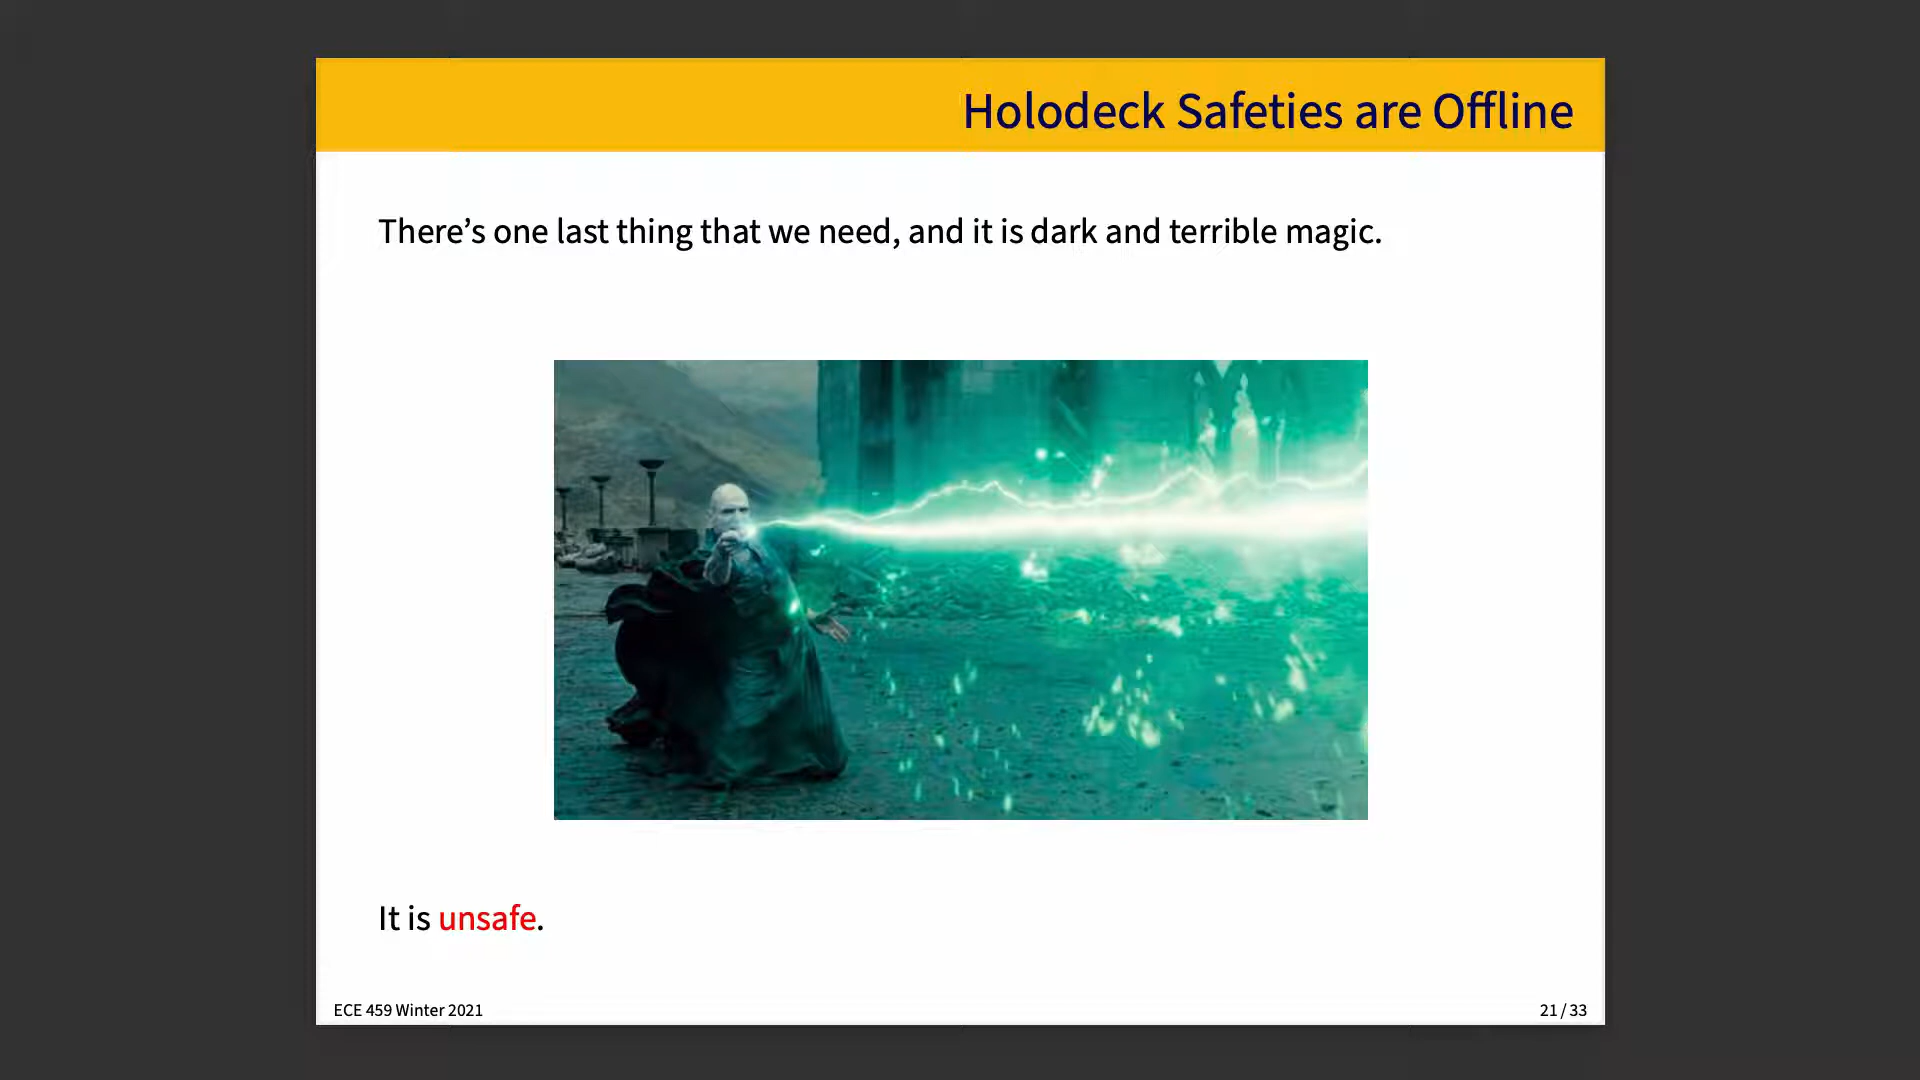 Holodeck Safeties are Offline
There’s one last thing that we need, and it is dark and terrible magic.
It is unsafe.
ECE 459 Winter 2021
21 / 33